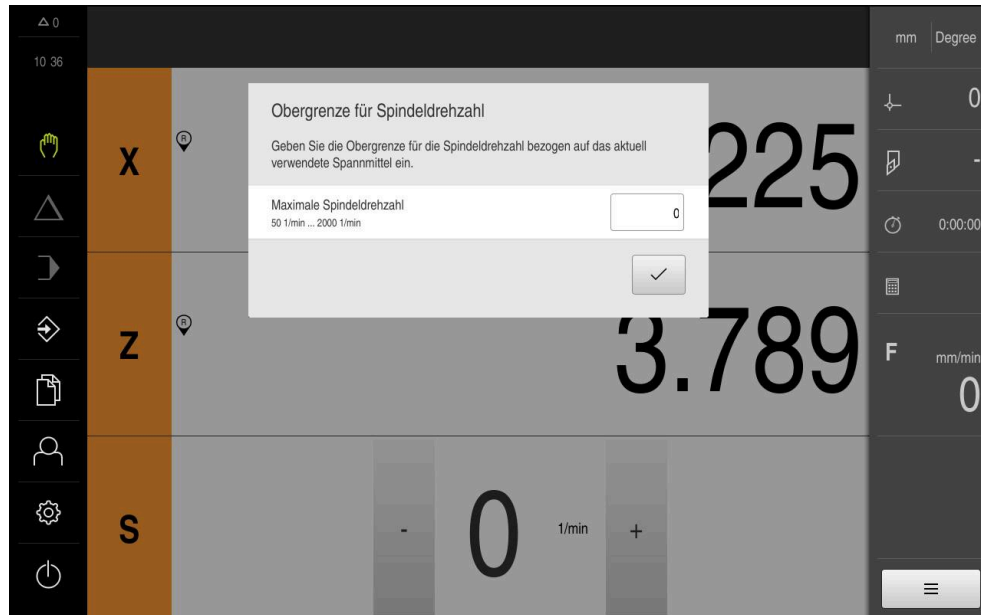 0
10 36
mm Degree
Obergrenze für Spindeldrehzahl
Geben Sie die Obergrenze für die Spindeldrehzahl bezogen auf das aktuell
verwendete Spannmittel ein.
Maximale Spindeldrehzahl
50 1/min ... 2000 1/min
0
X
R
225
0
-
0:00:00
Z
R
3.789
F
mm/min
0
S
-
0
1/min
+